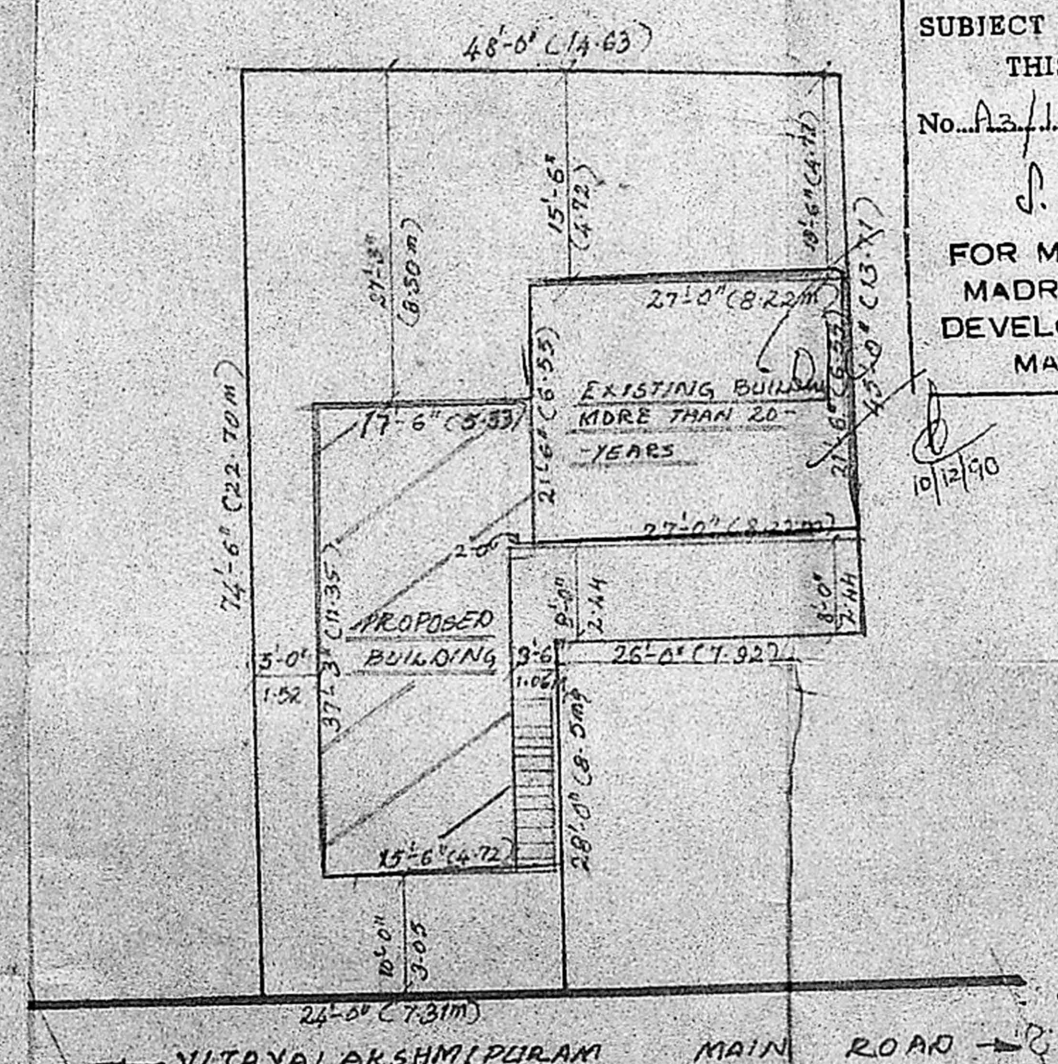 48'-0" (14.63)
SUBJECT
THIS
No...A3/1
S.
FOR M
MADR
DEVEL
MA
10/12/90
27'-3"
(8.30m)
15'-6"
(4.72)
(4.72)
45'-0" (13.71)
27'-0" (8.22m)
21'-6" (6.55)
21'-6" (6.55)
EXISTING BUILDING
MORE THAN 20-
-YEARS
17'-6" (5.33)
74'-6" (22.70m)
27'-0" (8.22m)
2'-0"
37'-3" (11.35)
PROPOSED
BUILDING
8'-0"
2.44
8'-0"
2.44
5'-0"
1.52
3'-6
1.06
26'-0" (7.92)
28'-0" (8.5m)
15'-6" (4.72)
10'-0"
3.05
24'-0" (7.31m)
VIJAYALAKSHMIPURAM MAIN ROAD